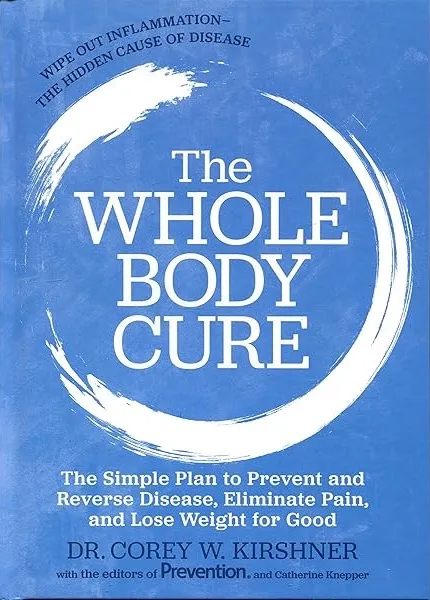 WIPE OUT INFLAMMATION–
THE HIDDEN CAUSE OF DISEASE
The
WHOLE
BODY
CURE
The Simple Plan to Prevent and
Reverse Disease, Eliminate Pain,
and Lose Weight for Good
DR. COREY W. KIRSHNER
with the editors of Prevention® and Catherine Knepper